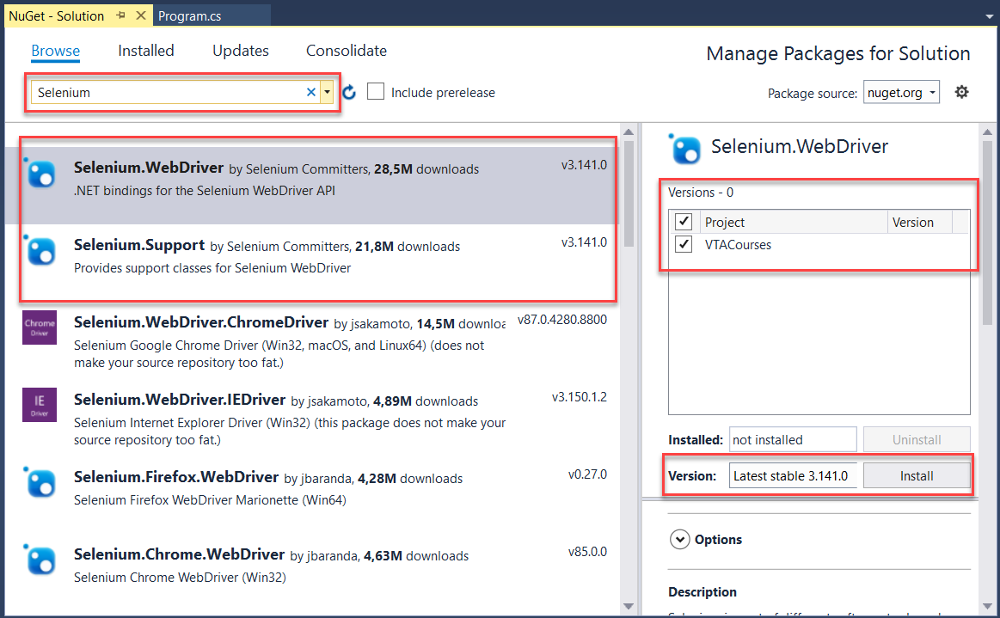 NuGet - Solution
Program.cs
Browse
Installed
Updates
Consolidate
Manage Packages for Solution
Selenium
Include prerelease
Package source:
nuget.org
Selenium.WebDriver by Selenium Committers, 28,5M downloads
v3.141.0
.NET bindings for the Selenium WebDriver API
Selenium.Support by Selenium Committers, 21,8M downloads
v3.141.0
Provides support classes for Selenium WebDriver
Chrome
Driver
Selenium.WebDriver.ChromeDriver by jsakamoto, 14,5M downloa
v87.0.4280.8800
Selenium Google Chrome Driver (Win32, macOS, and Linux64) (does not
make your source repository too fat.)
IE
Driver
Selenium.WebDriver.IEDriver by jsakamoto, 4,89M downloads
v3.150.1.2
Selenium Internet Explorer Driver (Win32) (this package does not make your
source repository too fat.)
Selenium.Firefox.WebDriver by jbaranda, 4,28M downloads
v0.27.0
Selenium Firefox WebDriver Marionette (Win64)
Selenium.Chrome.WebDriver by jbaranda, 4,63M downloads
v85.0.0
Selenium Chrome WebDriver (Win32)
Selenium.WebDriver
Versions - 0
Project
Version
VTACourses
Installed:
not installed
Uninstall
Version:
Latest stable 3.141.0
Install
Options
Description